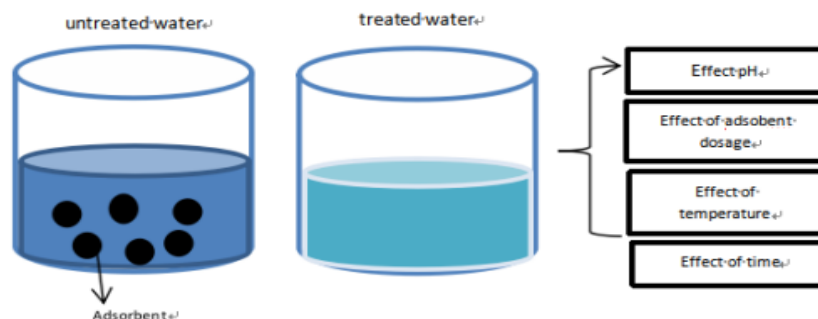 untreated water
treated water
Effect pH
Effect of adsobent
dosage
Effect of
temperature
Effect of time
Adsorbent